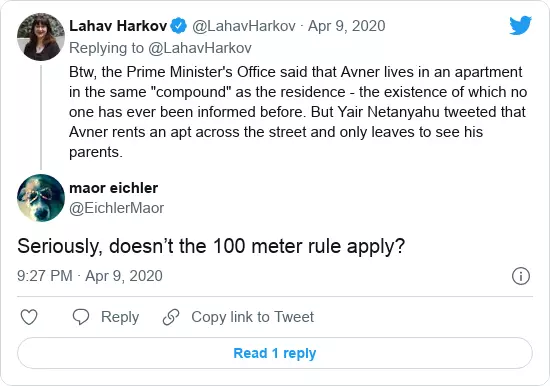 Lahav Harkov @LahavHarkov · Apr 9, 2020
Replying to @LahavHarkov
Btw, the Prime Minister's Office said that Avner lives in an apartment
in the same "compound" as the residence - the existence of which no
one has ever been informed before. But Yair Netanyahu tweeted that
Avner rents an apt across the street and only leaves to see his
parents.
maor eichler
@EichlerMaor
Seriously, doesn’t the 100 meter rule apply?
9:27 PM · Apr 9, 2020
Reply Copy link to Tweet
Read 1 reply